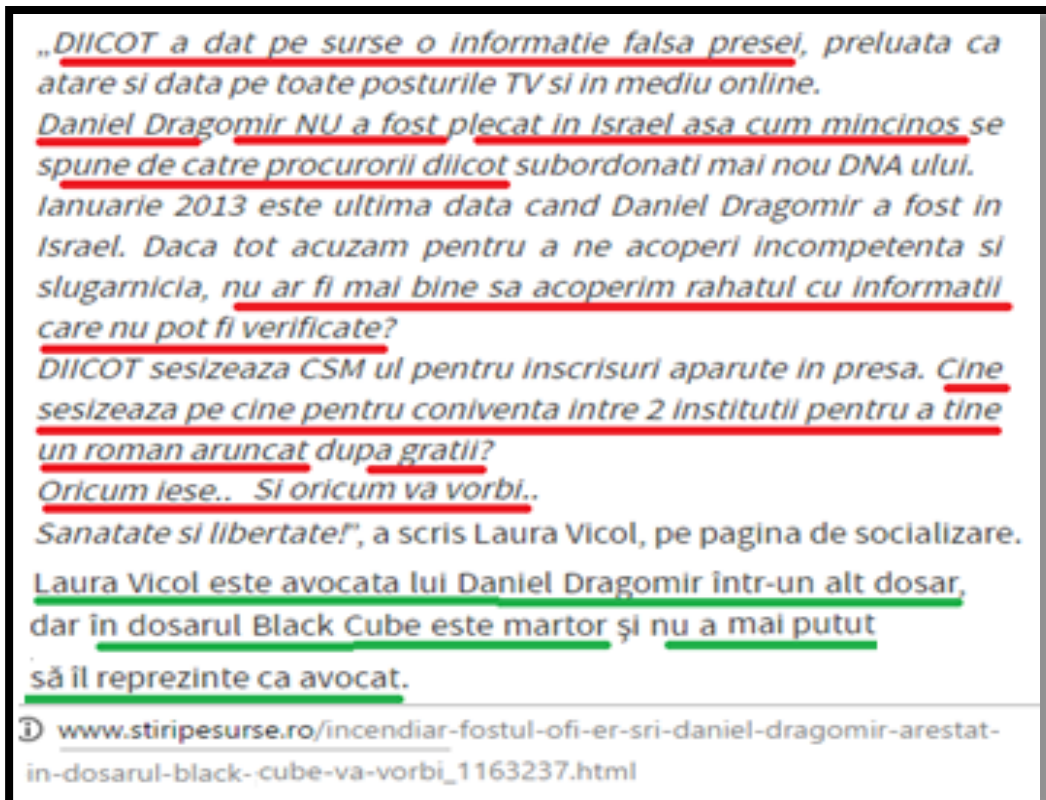 „DIICOT a dat pe surse o informatie falsa presei, preluata ca
atare si data pe toate posturile TV si in mediu online.
Daniel Dragomir NU a fost plecat in Israel asa cum mincinos se
spune de catre procurorii diicot subordonati mai nou DNA ului.
Ianuarie 2013 este ultima data cand Daniel Dragomir a fost in
Israel. Daca tot acuzam pentru a ne acoperi incompetenta si
slugarnicia, nu ar fi mai bine sa acoperim rahatul cu informatii
care nu pot fi verificate?
DIICOT sesizeaza CSM ul pentru inscrisuri aparute in presa. Cine
sesizeaza pe cine pentru coniventa intre 2 institutii pentru a tine
un roman aruncat dupa gratii?
Oricum iese.. Si oricum va vorbi..
Sanatate si libertate!”, a scris Laura Vicol, pe pagina de socializare.
Laura Vicol este avocata lui Daniel Dragomir într-un alt dosar,
dar în dosarul Black Cube este martor şi nu a mai putut
să îl reprezinte ca avocat.
www.stiripesurse.ro/incendiar-fostul-ofi-er-sri-daniel-dragomir-arestat-
in-dosarul-black-cube-va-vorbi_1163237.html